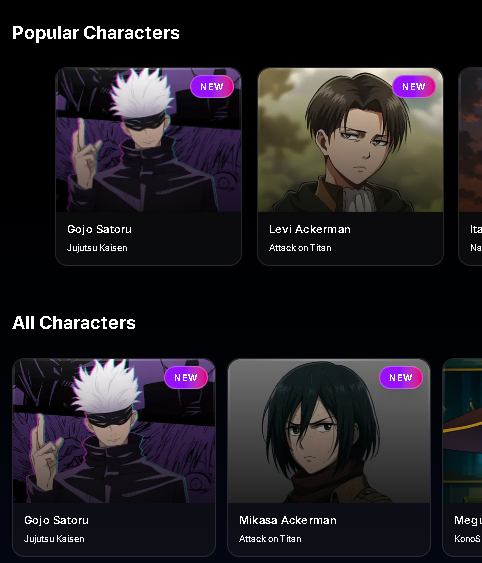 Popular Characters
NEW
NEW
Gojo Satoru
Levi Ackerman
Ita
Jujutsu Kaisen
Attack on Titan
Na
All Characters
NEW
NEW
Gojo Satoru
Mikasa Ackerman
Megu
Jujutsu Kaisen
Attack on Titan
KonoS